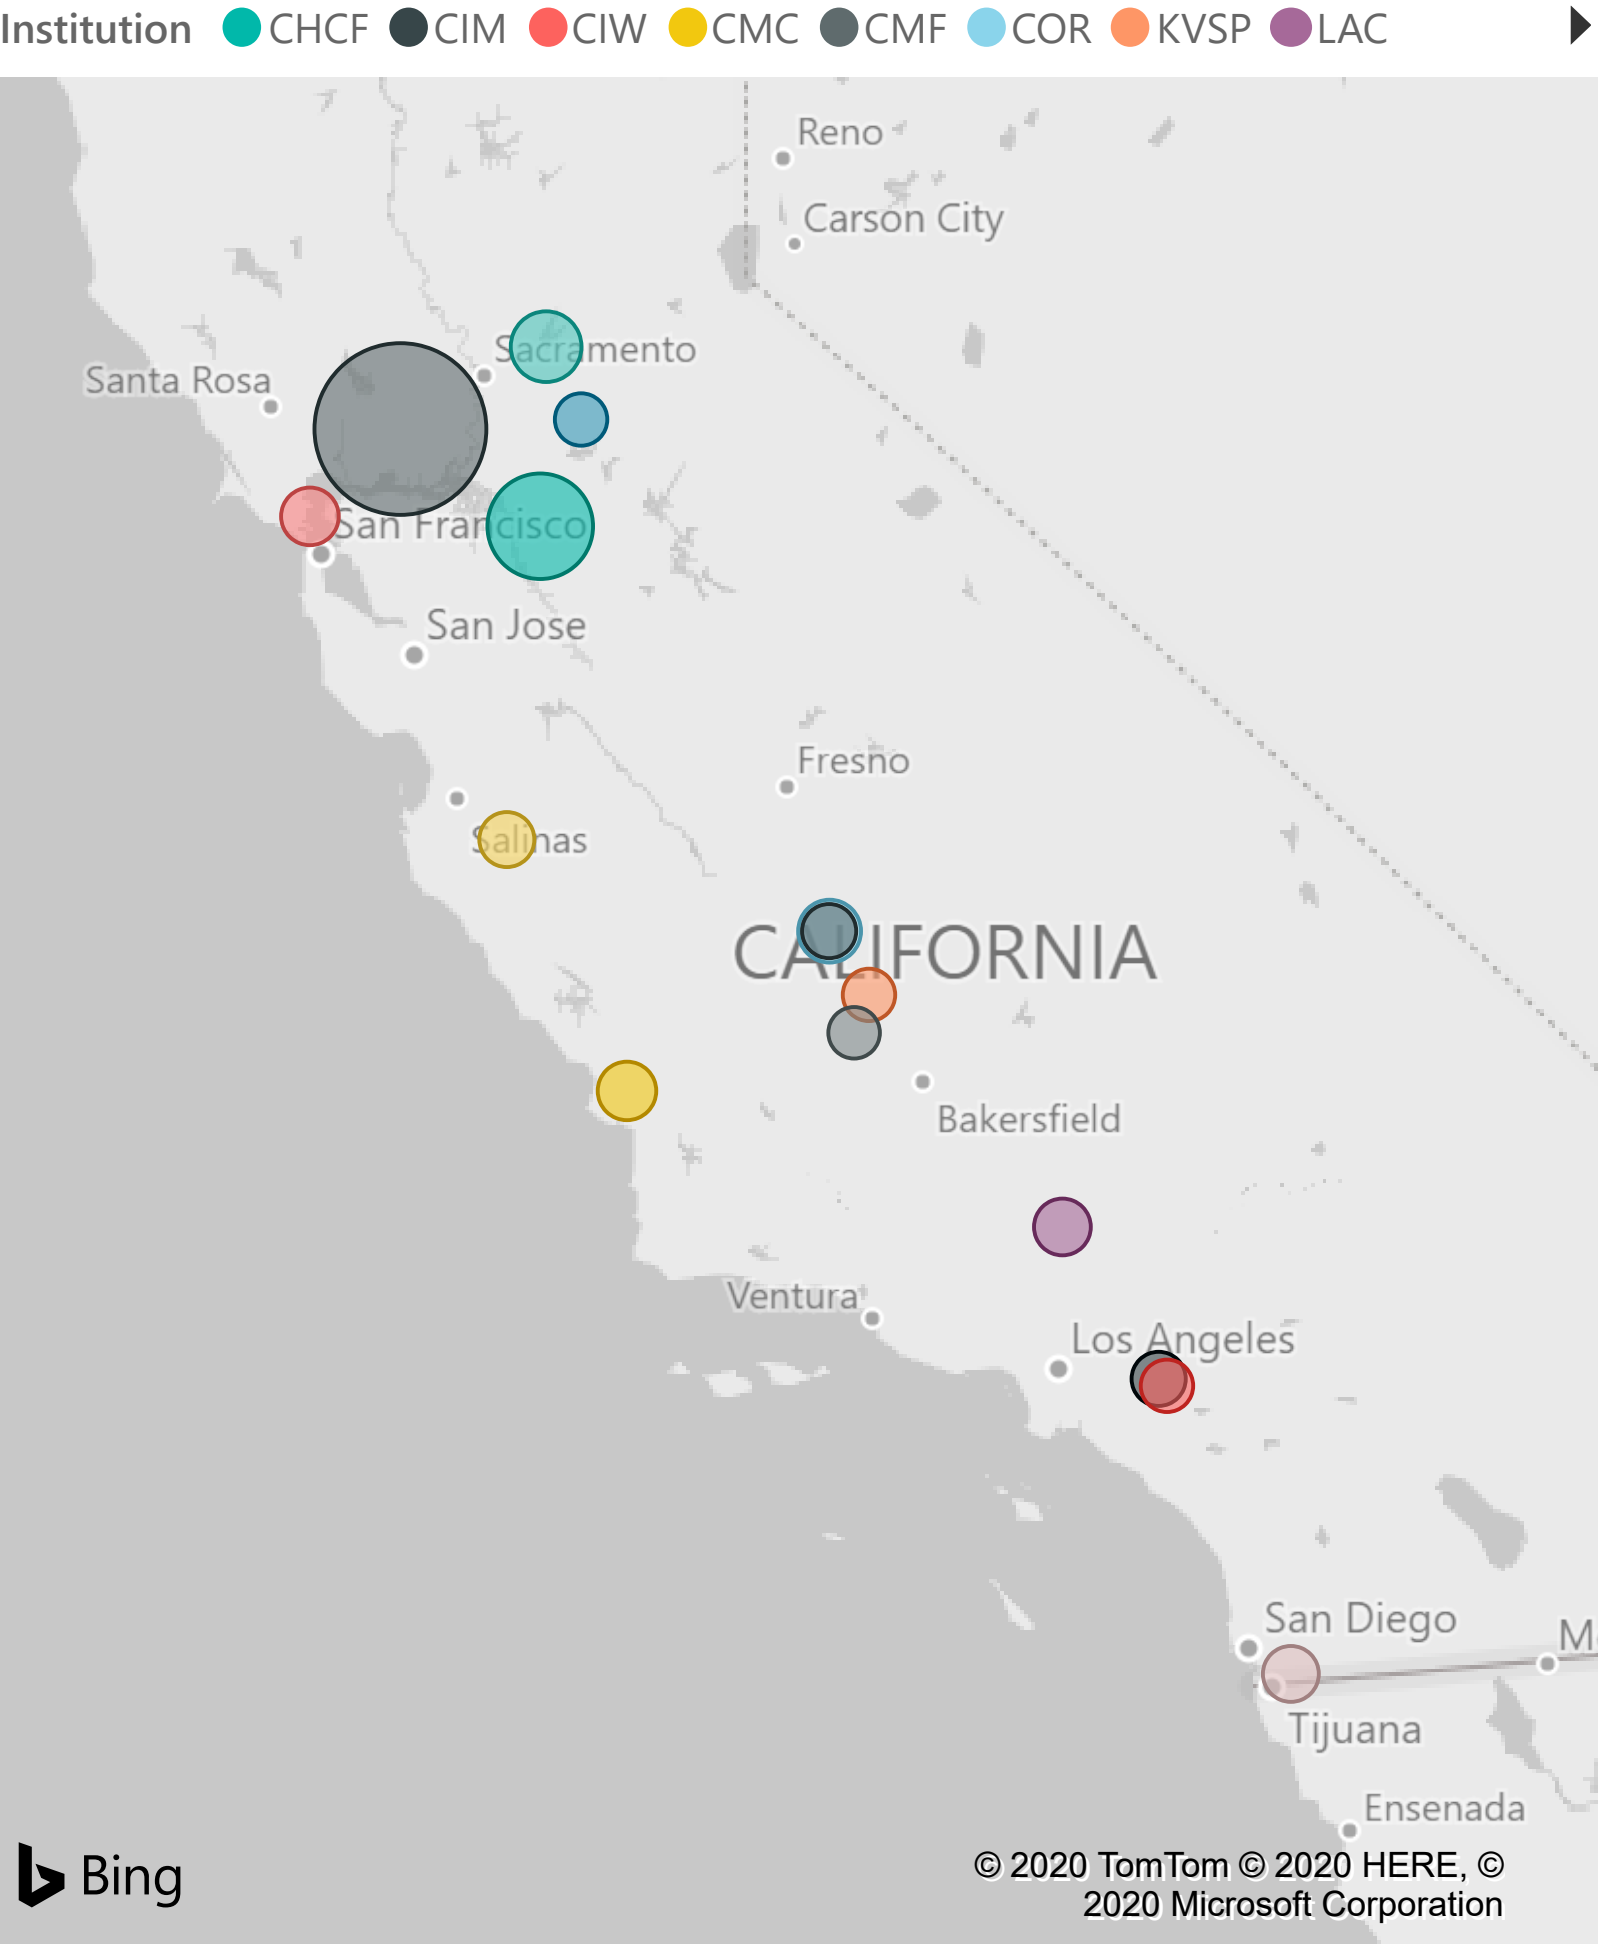 Institution CHCF CIM CIW CMC CMF COR KVSP LAC
Reno
Carson City
Sacramento
Santa Rosa
San Francisco
San Jose
Fresno
Salinas
CALIFORNIA
Bakersfield
Ventura
Los Angeles
San Diego
Tijuana
Ensenada
Bing
© 2020 TomTom © 2020 HERE, ©
2020 Microsoft Corporation